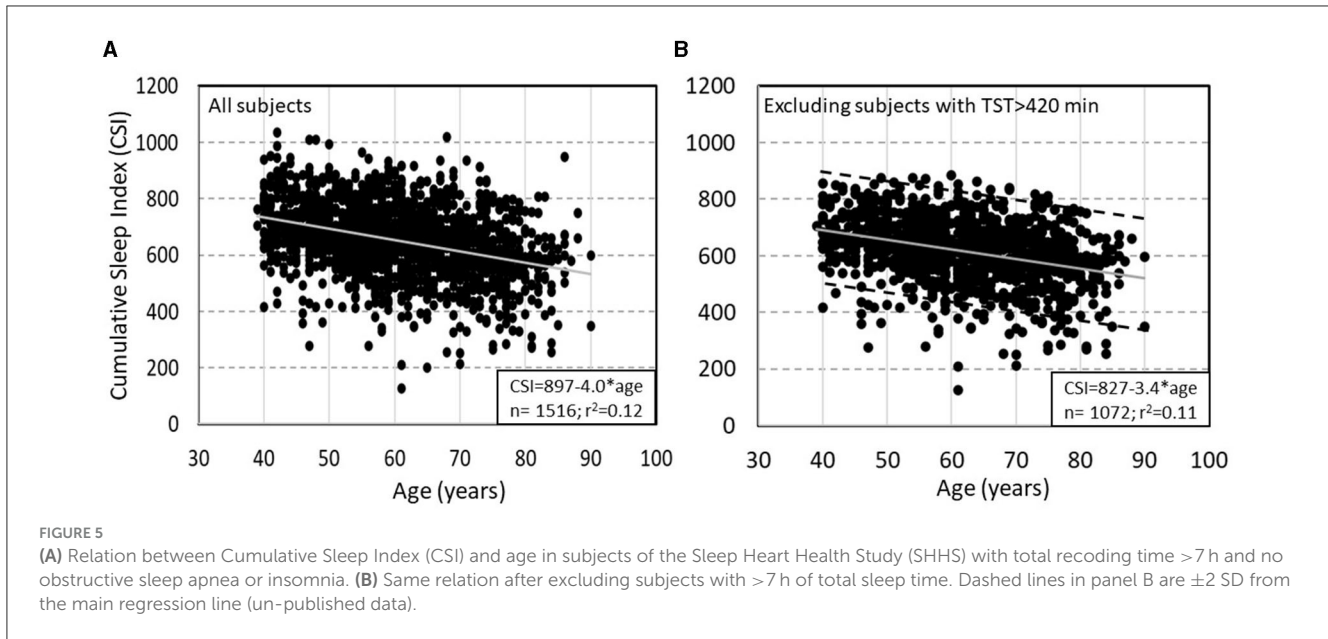 A
B
Cumulative Sleep Index (CSI)
1200
1000
800
600
400
200
0
All subjects
CSI=897-4.0*age
n= 1516; r²=0.12
30 40 50 60 70 80 90 100
Age (years)
1200
1000
800
600
400
200
0
Excluding subjects with TST>420 min
CSI=827-3.4*age
n= 1072; r²=0.11
30 40 50 60 70 80 90 100
Age (years)
FIGURE 5
(A) Relation between Cumulative Sleep Index (CSI) and age in subjects of the Sleep Heart Health Study (SHHS) with total recoding time >7 h and no
obstructive sleep apnea or insomnia. (B) Same relation after excluding subjects with >7 h of total sleep time. Dashed lines in panel B are ±2 SD from
the main regression line (un-published data).